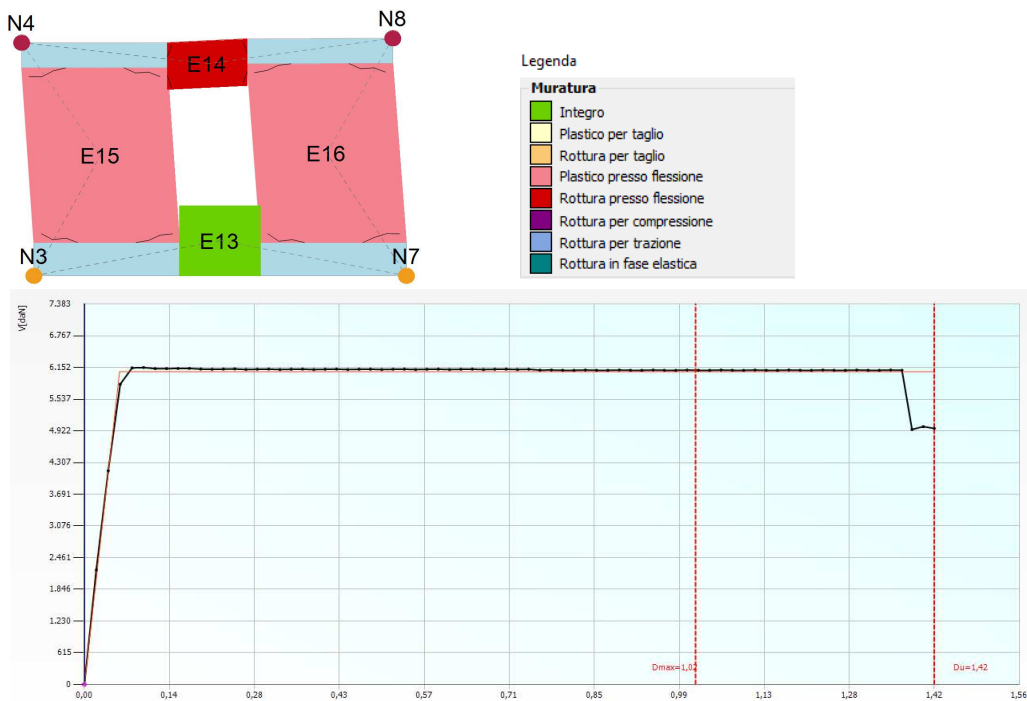 N4
N8
E14
E15
E16
E13
N3
N7
Legenda
Muratura
Integro
Plastico per taglio
Rottura per taglio
Plastico presso flessione
Rottura presso flessione
Rottura per compressione
Rottura per trazione
Rottura in fase elastica
V[daN]
7.383
6.767
6.152
5.537
4.922
4.307
3.691
3.076
2.461
1.846
1.230
615
0
Dmax=1,02
Du=1,42
0,00
0,14
0,28
0,43
0,57
0,71
0,85
0,99
1,13
1,28
1,42
1,56